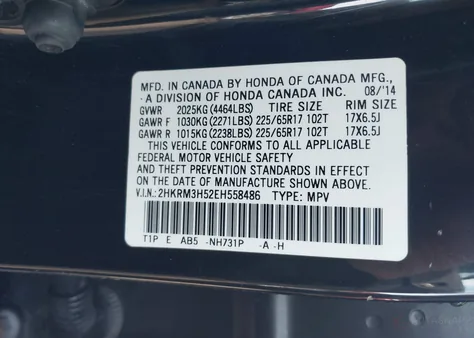 MFD. IN CANADA BY HONDA OF CANADA MFG.,
-A DIVISION OF HONDA CANADA INC. 08/'14
GVWR 2025KG(4464LBS) TIRE SIZE RIM SIZE
GAWR F 1030KG(2271LBS) 225/65R17 102T 17X6.5J
GAWR R 1015KG(2238LBS) 225/65R17 102T 17X6.5J
THIS VEHICLE CONFORMS TO ALL APPLICABLE
FEDERAL MOTOR VEHICLE SAFETY
AND THEFT PREVENTION STANDARDS IN EFFECT
ON THE DATE OF MANUFACTURE SHOWN ABOVE.
V.I.N.: 2HKRM3H52EH558486 TYPE: MPV
T1P E AB5 -NH731P -A -H